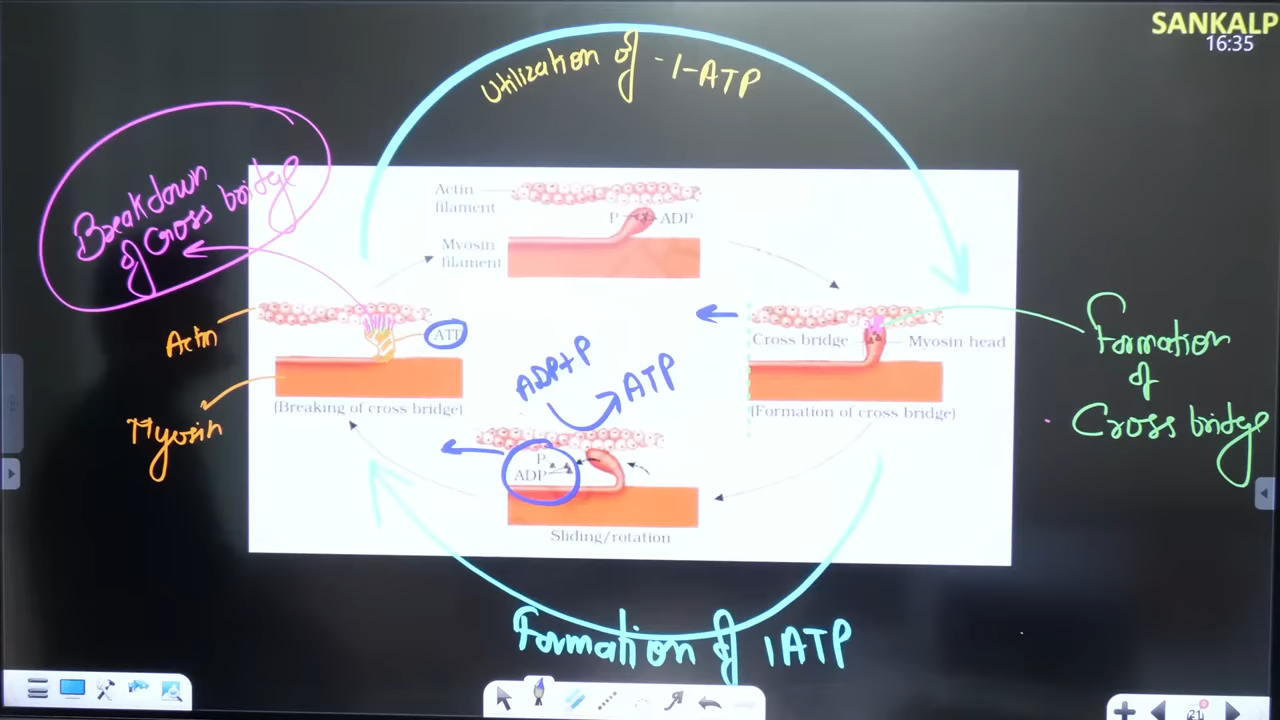 SANKALP
16:35
Utilization of -1-ATP
Breakdown
of Cross bridge
Actin
filament
P
ADP
Myosin
filament
Actin
Myosin
ATP
(Breaking of cross bridge)
Cross bridge
Myosin head
(Formation of cross bridge)
Formation
of
Cross bridge
ADP+P
ATP
P
ADP
Sliding/rotation
Formation of 1ATP
21